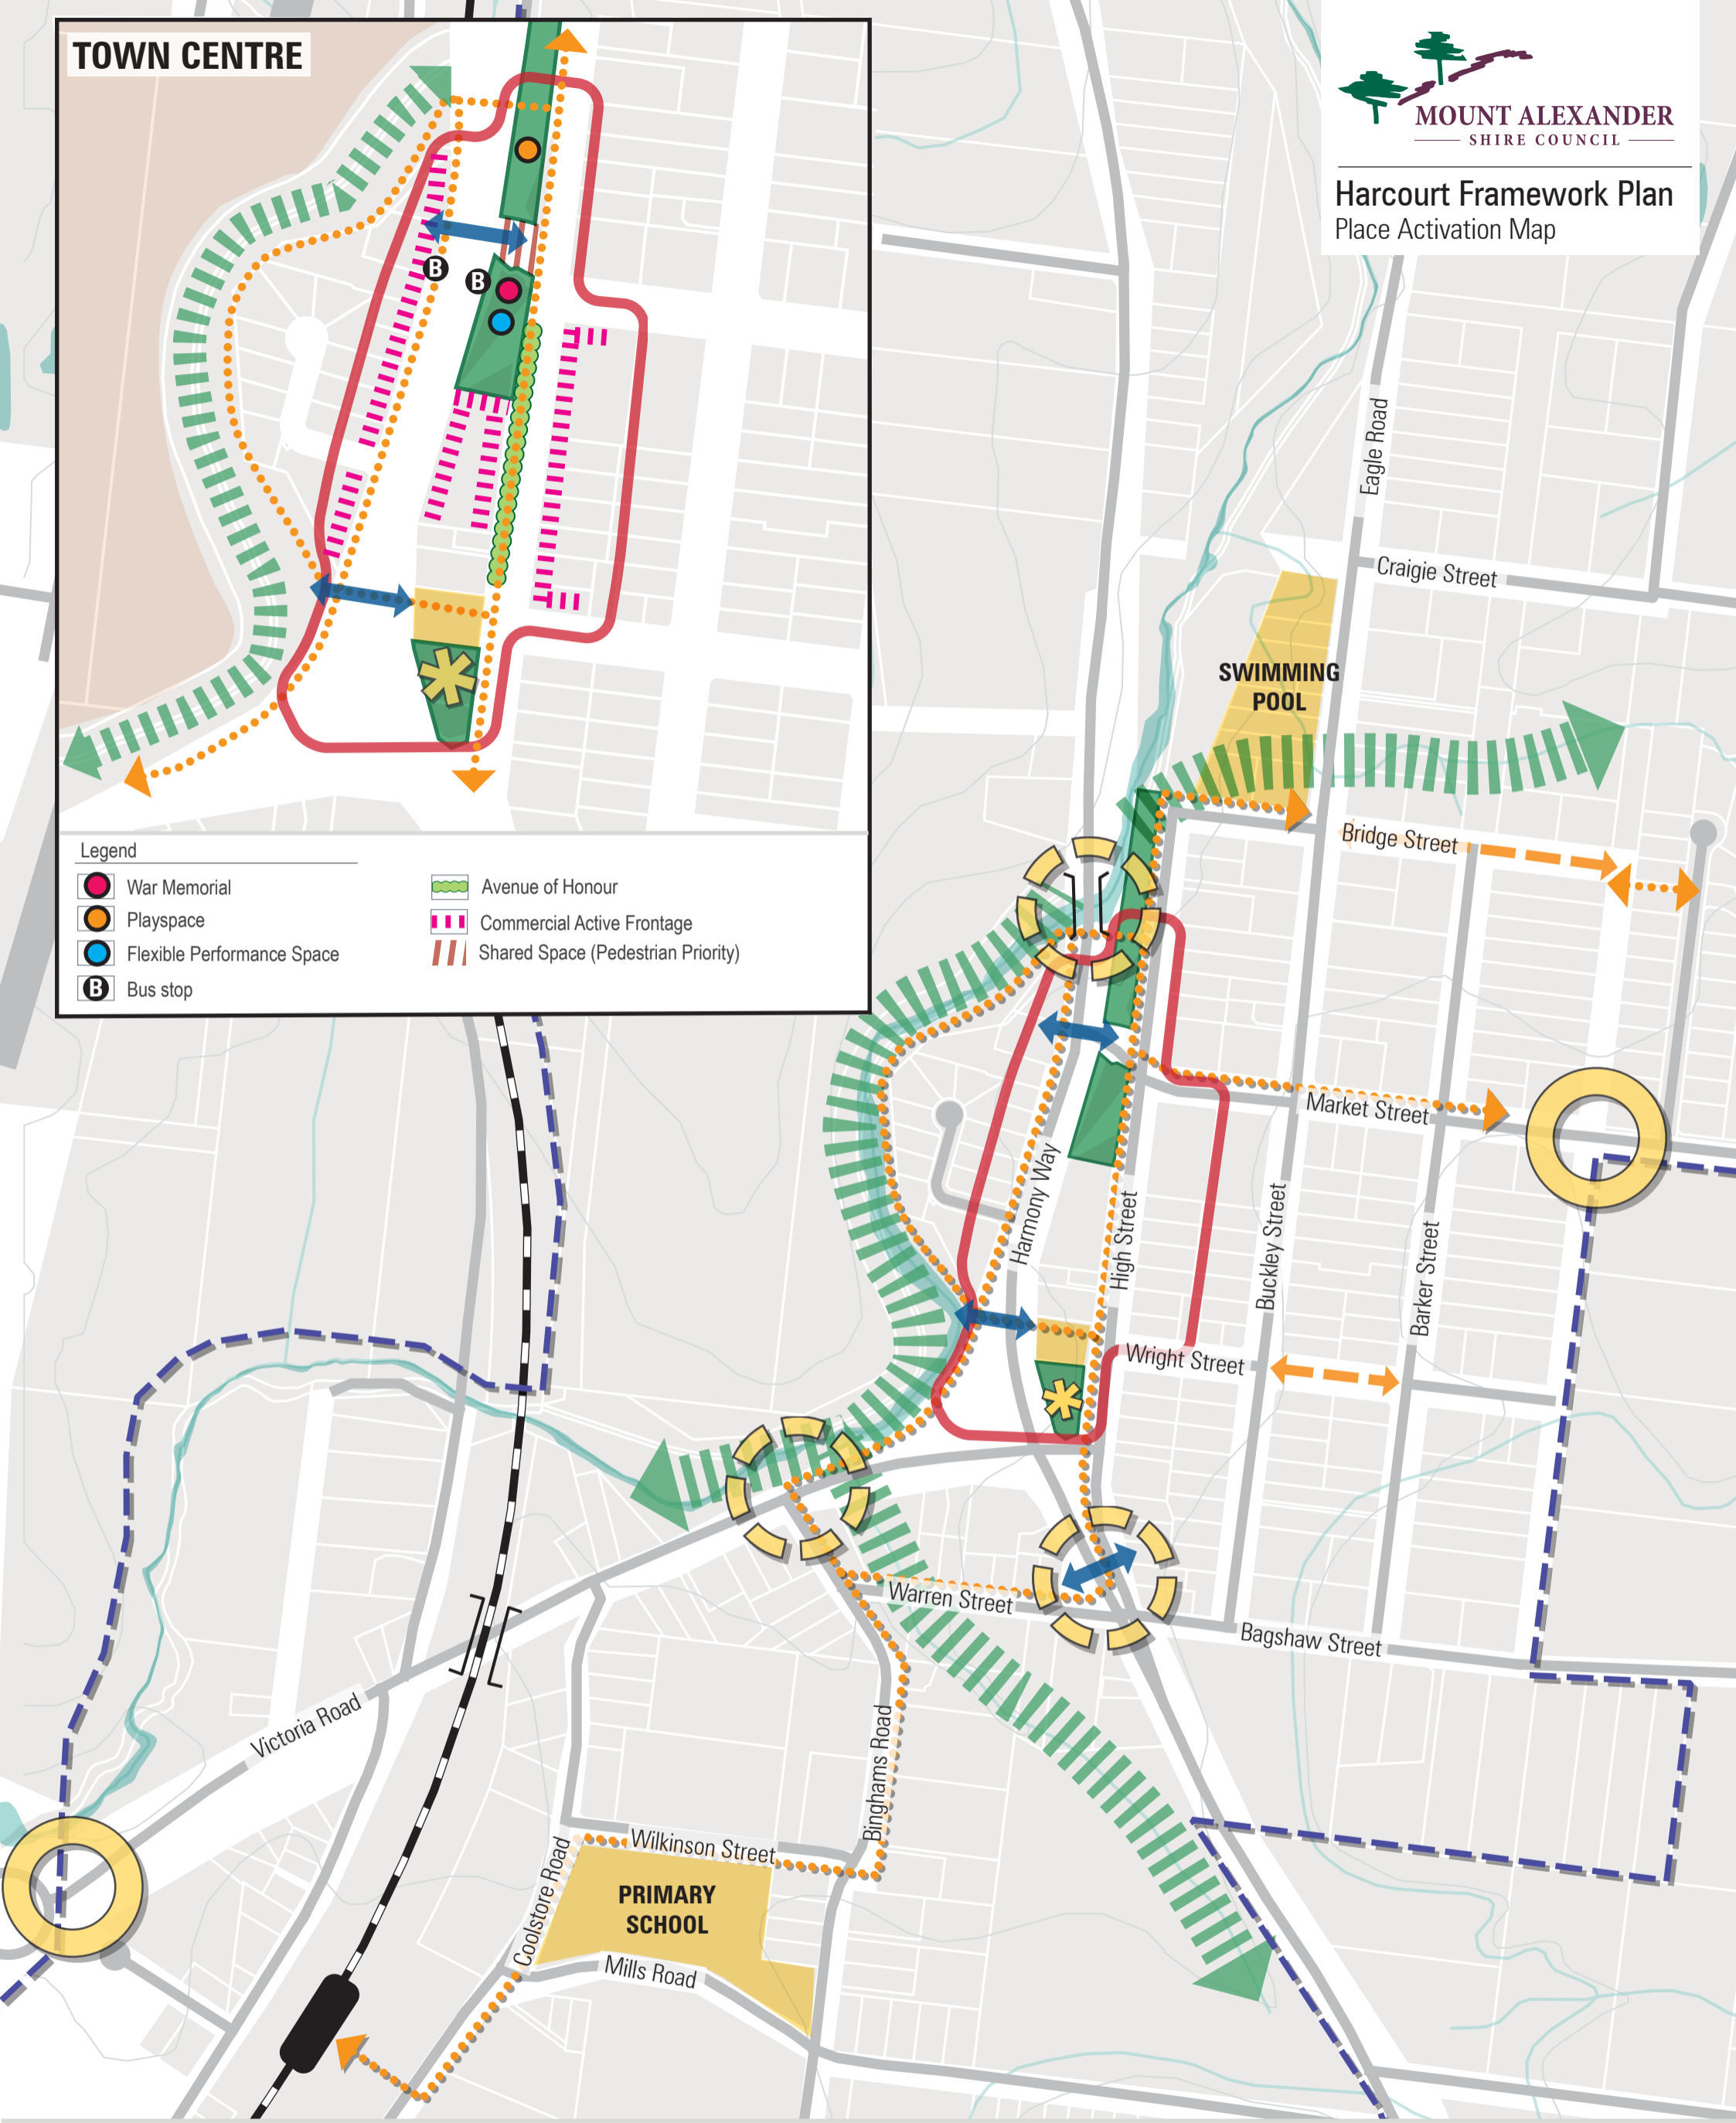 TOWN CENTRE
B
B
Legend
War Memorial
Playspace
Flexible Performance Space
B
Bus stop
Avenue of Honour
Commercial Active Frontage
Shared Space (Pedestrian Priority)
MOUNT ALEXANDER
SHIRE COUNCIL
Harcourt Framework Plan
Place Activation Map
Eagle Road
Craigie Street
SWIMMING
POOL
Bridge Street
Market Street
Harmony Way
High Street
Buckley Street
Barker Street
Wright Street
Warren Street
Bagshaw Street
Victoria Road
Binghams Road
Wilkinson Street
Coolstore Road
PRIMARY
SCHOOL
Mills Road